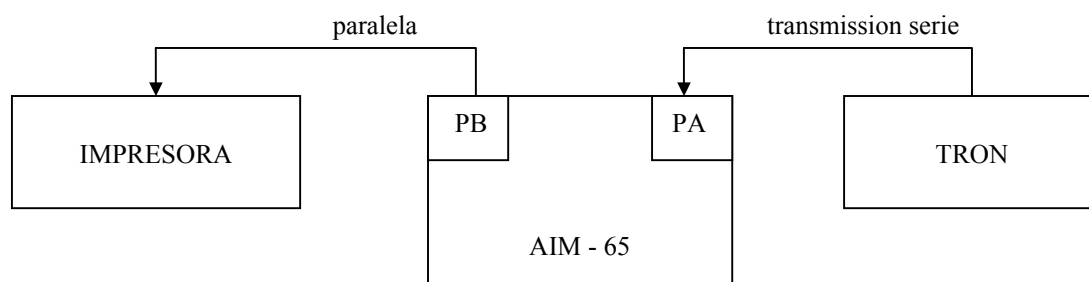 paralela
transmission serie
PB
PA
IMPRESORA
TRON
AIM - 65